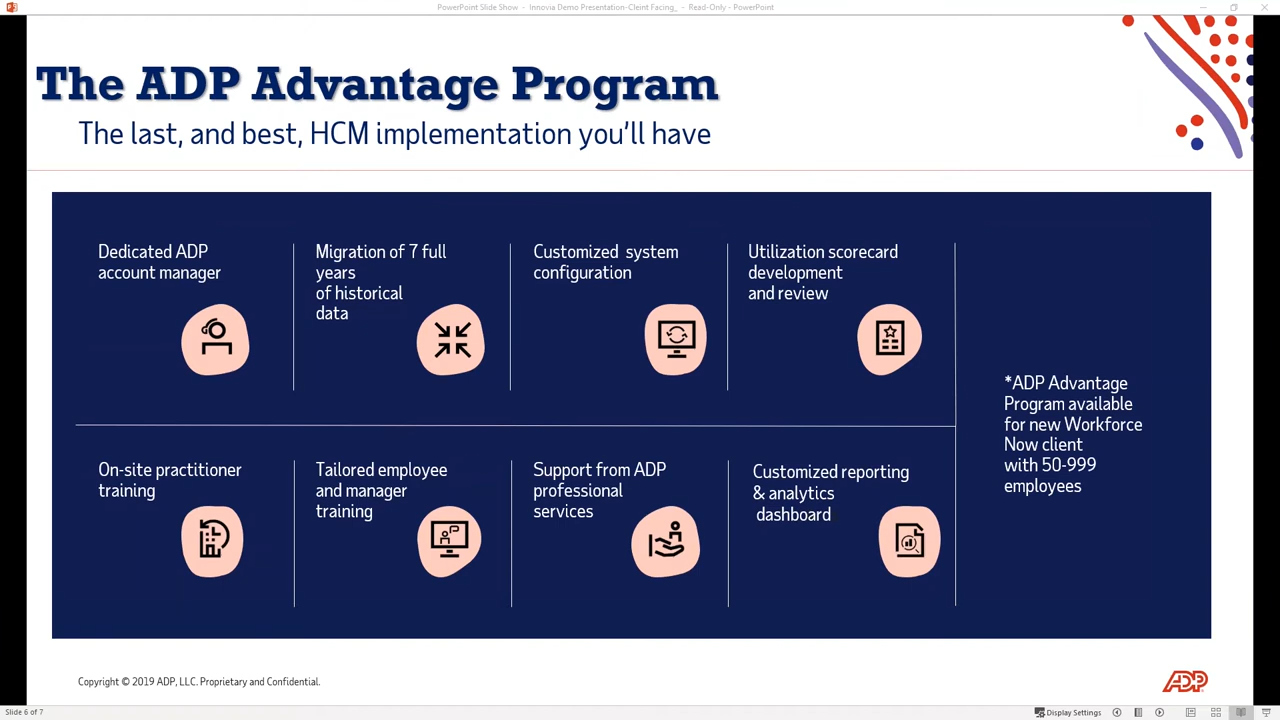 PowerPoint Slide Show - Innovia Demo Presentation-Cleint Facing_ - Read-Only - PowerPoint
The ADP Advantage Program
The last, and best, HCM implementation you'll have
Dedicated ADP
account manager
Migration of 7 full
years
of historical
data
Customized system
configuration
Utilization scorecard
development
and review
On-site practitioner
training
Tailored employee
and manager
training
Support from ADP
professional
services
Customized reporting
& analytics
dashboard
*ADP Advantage
Program available
for new Workforce
Now client
with 50-999
employees
Copyright © 2019 ADP, LLC. Proprietary and Confidential.
ADP
Slide 6 of 7
Display Settings